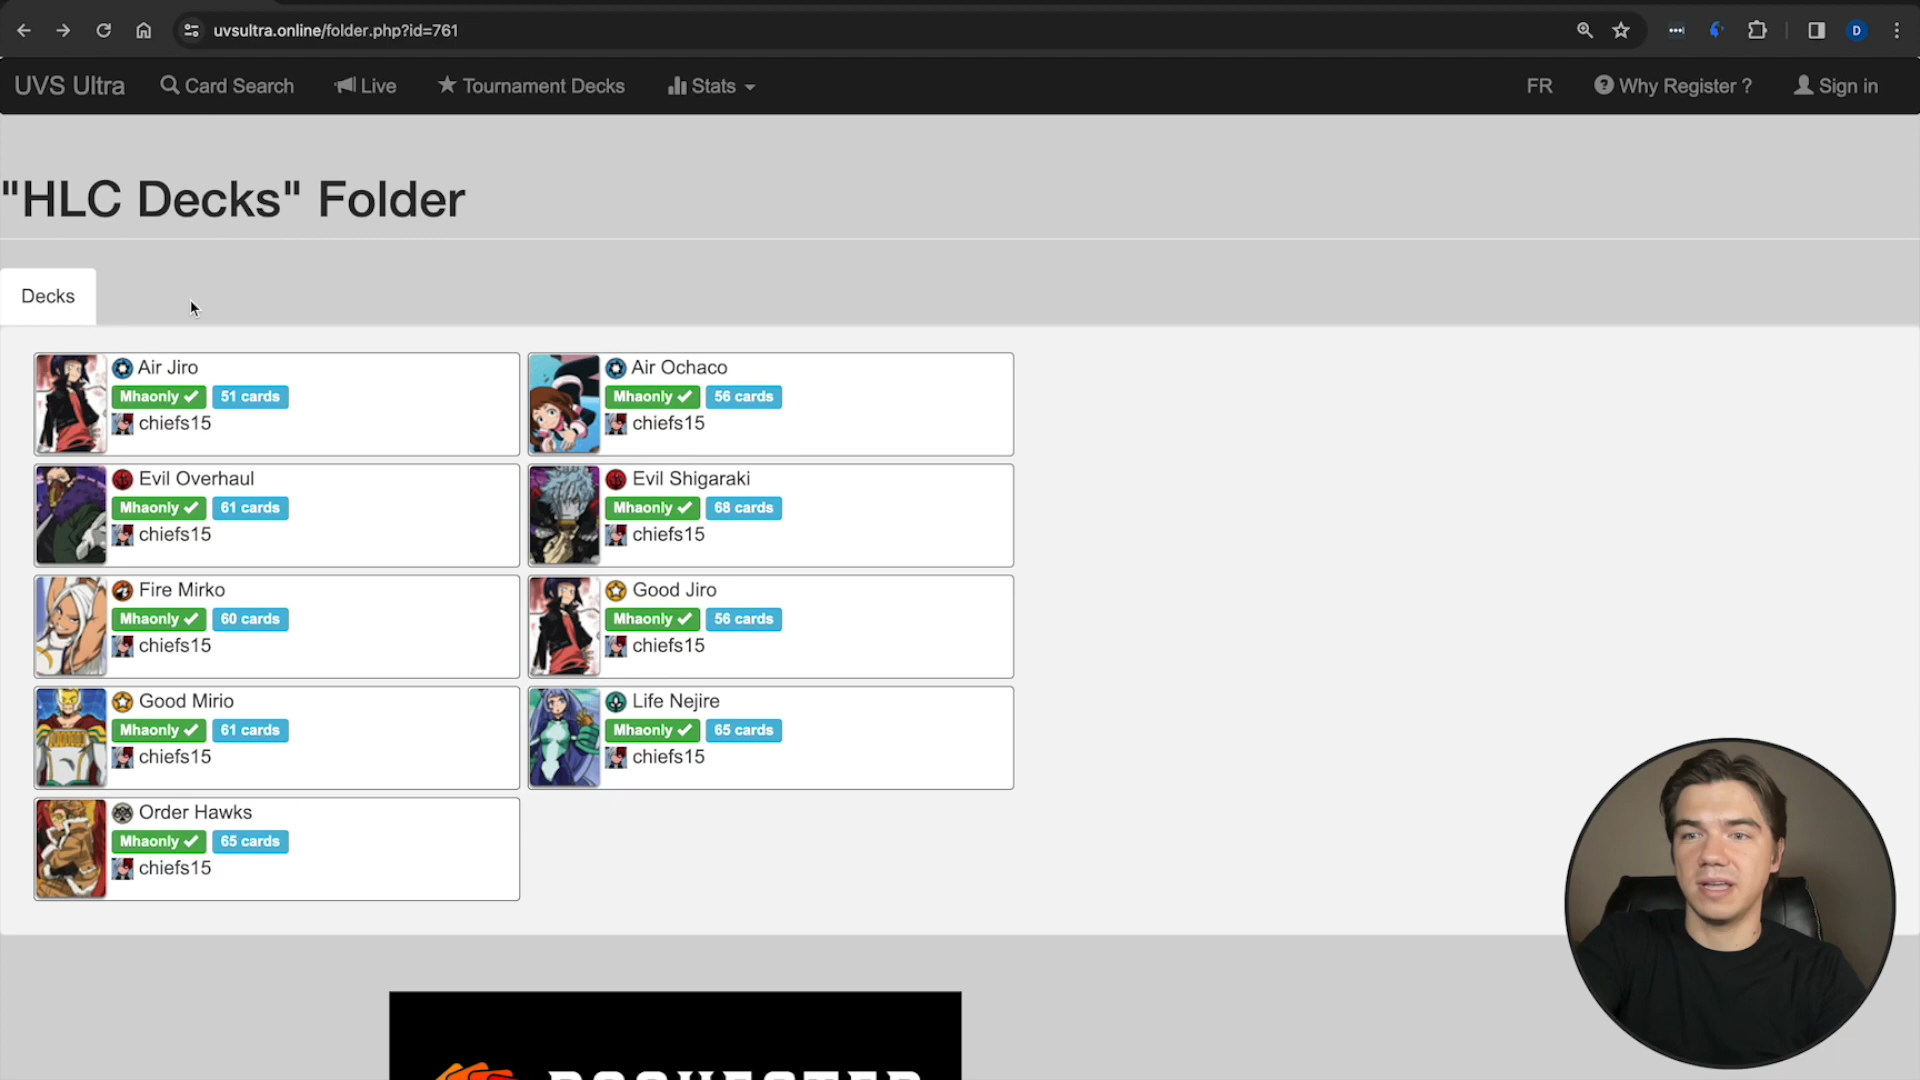 uvsultra.online/folder.php?id=761
D
UVS Ultra Card Search Live Tournament Decks Stats FR Why Register ? Sign in
"HLC Decks" Folder
Decks
Air Jiro
Mhaonly 51 cards
chiefs15
Air Ochaco
Mhaonly 56 cards
chiefs15
Evil Overhaul
Mhaonly 61 cards
chiefs15
Evil Shigaraki
Mhaonly 68 cards
chiefs15
Fire Mirko
Mhaonly 60 cards
chiefs15
Good Jiro
Mhaonly 56 cards
chiefs15
Good Mirio
Mhaonly 61 cards
chiefs15
Life Nejire
Mhaonly 65 cards
chiefs15
Order Hawks
Mhaonly 65 cards
chiefs15